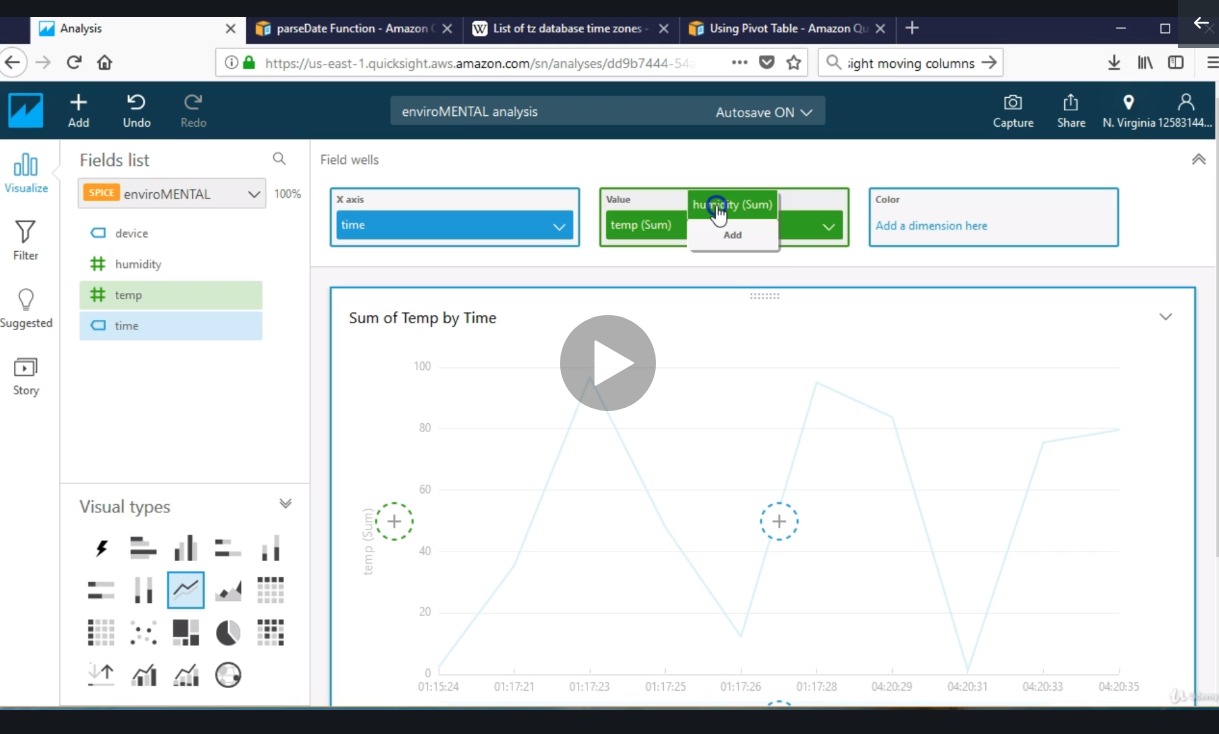 Analysis
parseDate Function - Amazon
List of tz database time zones -
Using Pivot Table - Amazon Qu
https://us-east-1.quicksight.aws.amazon.com/sn/analyses/dd9b7444-54
ight moving columns
Add
Undo
Redo
enviroMENTAL analysis
Autosave ON
Capture
Share
N. Virginia
12583144...
Visualize
Filter
Suggested
Story
Fields list
SPICE
enviroMENTAL
100%
device
humidity
temp
time
Field wells
X axis
time
Value
temp (Sum)
humidity (Sum)
Add
Color
Add a dimension here
Sum of Temp by Time
temp (Sum)
100
80
60
40
20
0
01:15:24
01:17:21
01:17:23
01:17:25
01:17:26
01:17:28
04:20:29
04:20:31
04:20:33
04:20:35
Visual types
Udemy